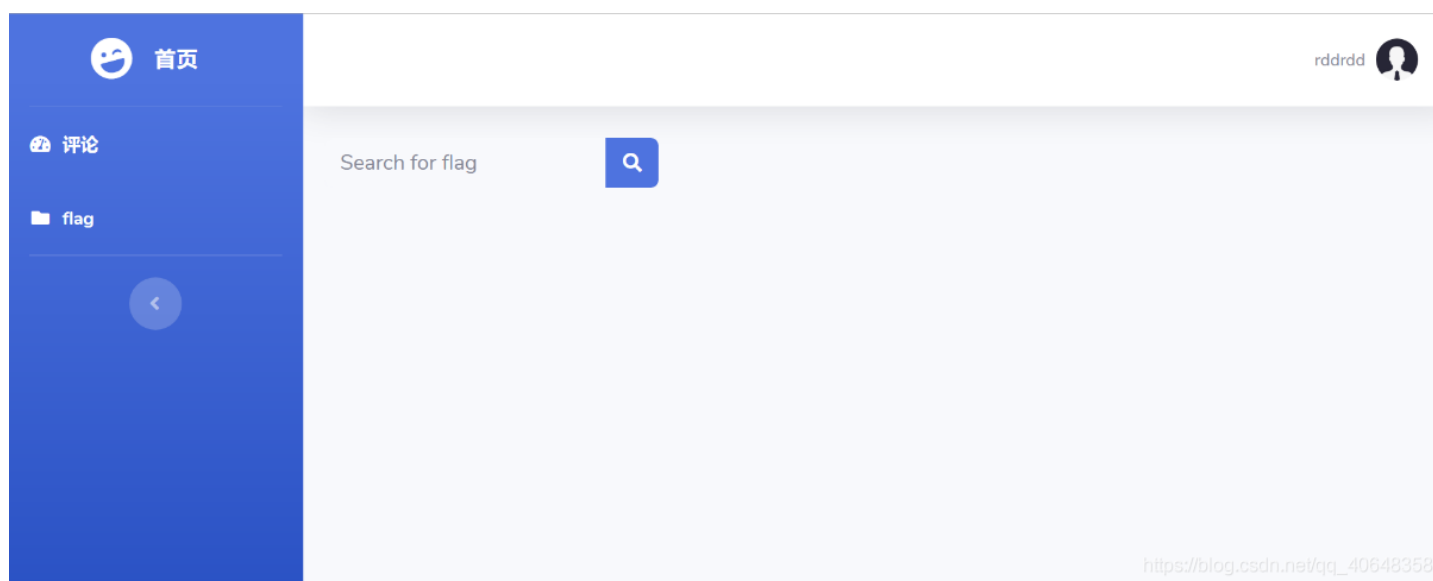 首页
rddrdd
评论
Search for flag
flag
https://blog.csdn.net/qq_40648358